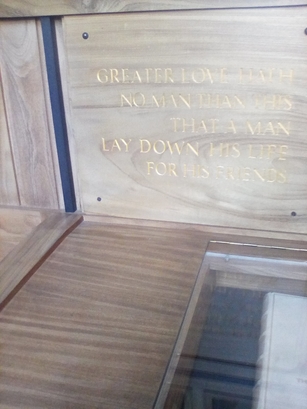 GREATER LOVE HATH
NO MAN THAN THIS
THAT A MAN
LAY DOWN HIS LIFE
FOR HIS FRIENDS